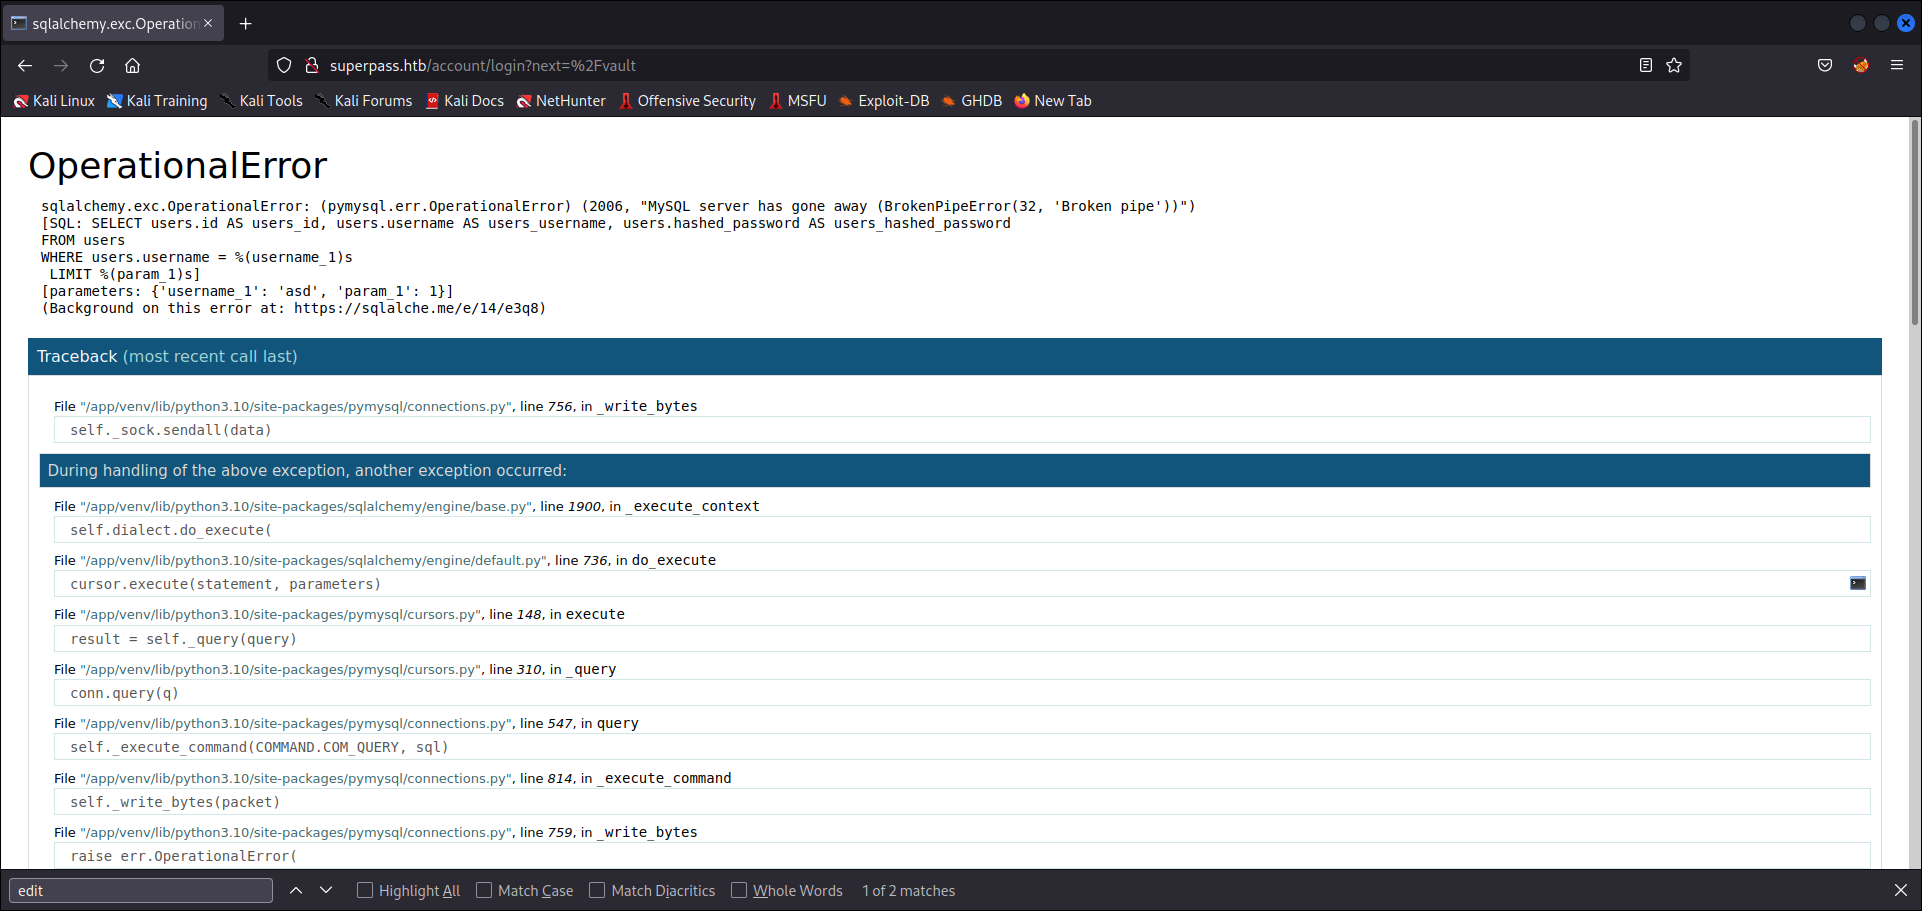 sqlalchemy.exc.Operation
superpass.htb/account/login?next=%2Fvault
Kali Linux Kali Training Kali Tools Kali Forums Kali Docs NetHunter Offensive Security MSFU Exploit-DB GHDB New Tab
OperationalError
sqlalchemy.exc.OperationalError: (pymysql.err.OperationalError) (2006, "MySQL server has gone away (BrokenPipeError(32, 'Broken pipe'))")
[SQL: SELECT users.id AS users_id, users.username AS users_username, users.hashed_password AS users_hashed_password
FROM users
WHERE users.username = %(username_1)s
 LIMIT %(param_1)s]
[parameters: {'username_1': 'asd', 'param_1': 1}]
(Background on this error at: https://sqlalche.me/e/14/e3q8)
Traceback (most recent call last)
File "/app/venv/lib/python3.10/site-packages/pymysql/connections.py", line 756, in _write_bytes
self._sock.sendall(data)
During handling of the above exception, another exception occurred:
File "/app/venv/lib/python3.10/site-packages/sqlalchemy/engine/base.py", line 1900, in _execute_context
self.dialect.do_execute(
File "/app/venv/lib/python3.10/site-packages/sqlalchemy/engine/default.py", line 736, in do_execute
cursor.execute(statement, parameters)
File "/app/venv/lib/python3.10/site-packages/pymysql/cursors.py", line 148, in execute
result = self._query(query)
File "/app/venv/lib/python3.10/site-packages/pymysql/cursors.py", line 310, in _query
conn.query(q)
File "/app/venv/lib/python3.10/site-packages/pymysql/connections.py", line 547, in query
self._execute_command(COMMAND.COM_QUERY, sql)
File "/app/venv/lib/python3.10/site-packages/pymysql/connections.py", line 814, in _execute_command
self._write_bytes(packet)
File "/app/venv/lib/python3.10/site-packages/pymysql/connections.py", line 759, in _write_bytes
raise err.OperationalError(
edit Highlight All Match Case Match Diacritics Whole Words 1 of 2 matches